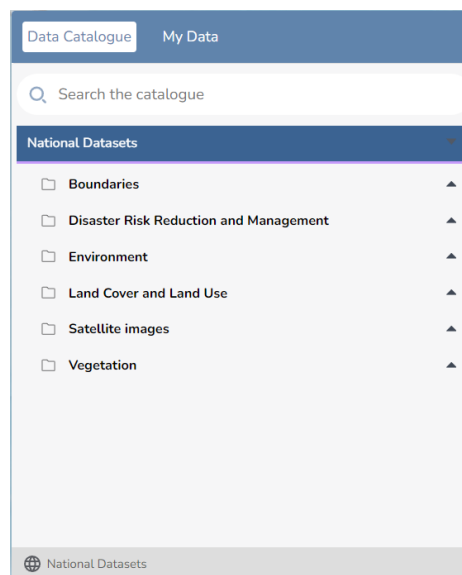 Data Catalogue My Data
Search the catalogue
National Datasets
Boundaries
Disaster Risk Reduction and Management
Environment
Land Cover and Land Use
Satellite images
Vegetation
National Datasets